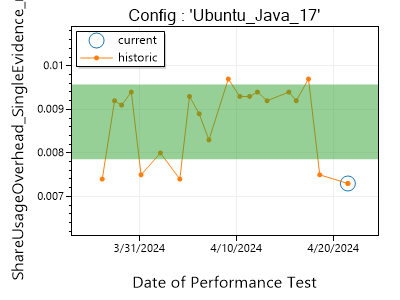 Config : 'Ubuntu_Java_17'
current
historic
ShareUsageOverhead_SingleEvidence_
0.01
0.009
0.008
0.007
3/31/2024
4/10/2024
4/20/2024
Date of Performance Test